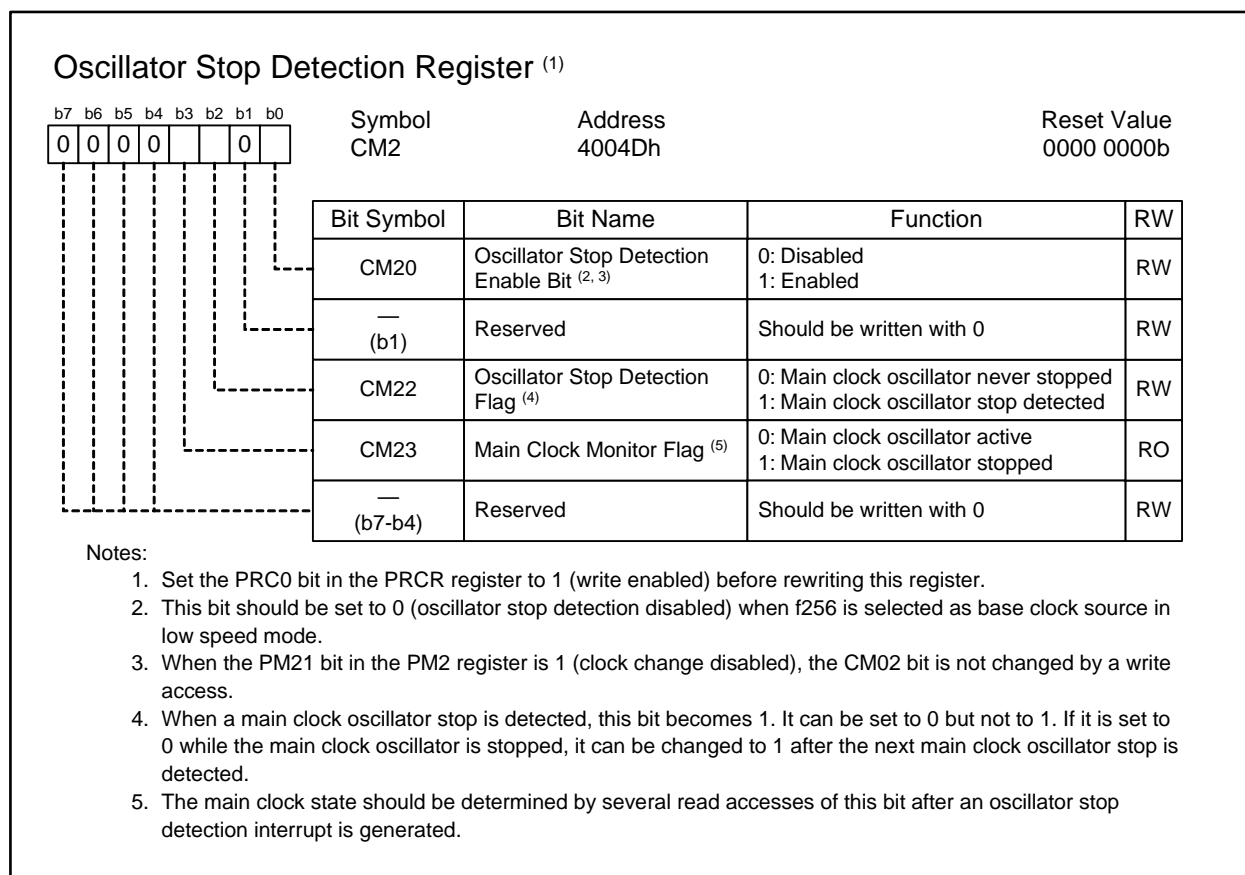 Oscillator Stop Detection Register (1)
b7 b6 b5 b4 b3 b2 b1 b0
0 0 0 0 0
Symbol Address Reset Value
CM2 4004Dh 0000 0000b
Bit Symbol Bit Name Function RW
CM20 Oscillator Stop Detection Enable Bit (2, 3) 0: Disabled 1: Enabled RW
— (b1) Reserved Should be written with 0 RW
CM22 Oscillator Stop Detection Flag (4) 0: Main clock oscillator never stopped 1: Main clock oscillator stop detected RW
CM23 Main Clock Monitor Flag (5) 0: Main clock oscillator active 1: Main clock oscillator stopped RO
— (b7-b4) Reserved Should be written with 0 RW
Notes:
1. Set the PRC0 bit in the PRCR register to 1 (write enabled) before rewriting this register.
2. This bit should be set to 0 (oscillator stop detection disabled) when f256 is selected as base clock source in
low speed mode.
3. When the PM21 bit in the PM2 register is 1 (clock change disabled), the CM02 bit is not changed by a write
access.
4. When a main clock oscillator stop is detected, this bit becomes 1. It can be set to 0 but not to 1. If it is set to
0 while the main clock oscillator is stopped, it can be changed to 1 after the next main clock oscillator stop is
detected.
5. The main clock state should be determined by several read accesses of this bit after an oscillator stop
detection interrupt is generated.